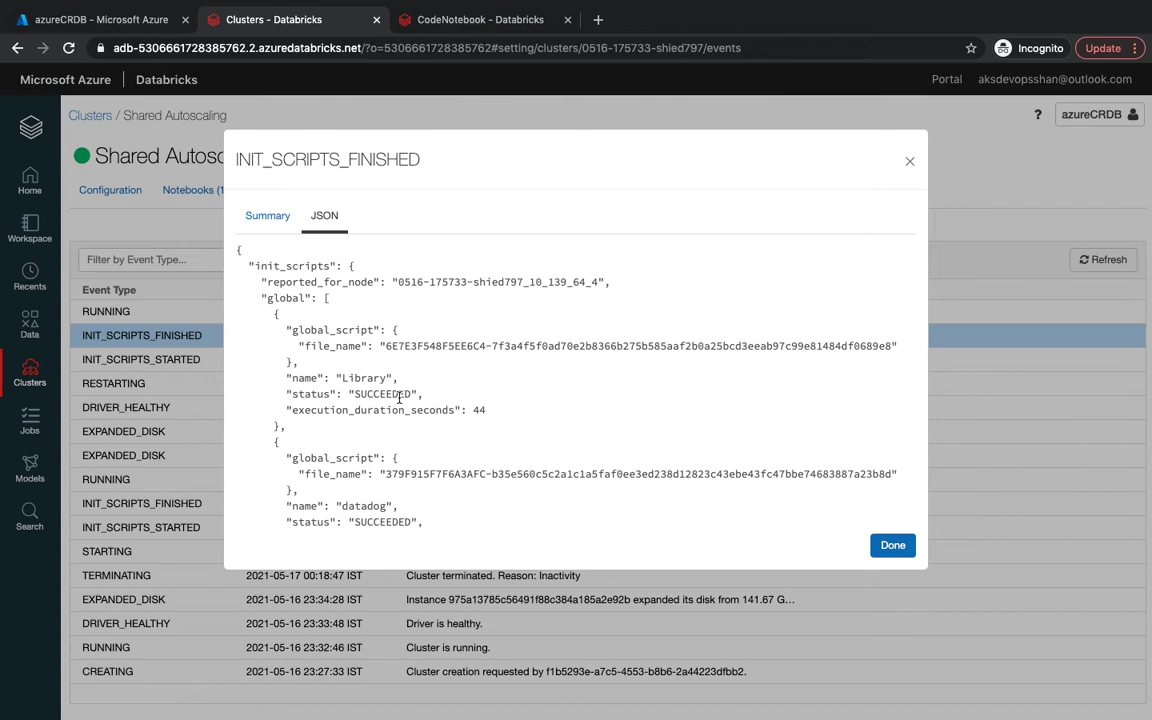 azureCRDB - Microsoft Azure
Clusters - Databricks
CodeNotebook - Databricks
adb-5306661728385762.2.azuredatabricks.net/?o=5306661728385762#setting/clusters/0516-175733-shied797/events
Incognito
Update
Microsoft Azure
Databricks
Portal
aksdevopsshan@outlook.com
Clusters / Shared Autoscaling
?
azureCRDB
Shared Autosc
Configuration
Notebooks (1
Filter by Event Type...
Refresh
Event Type
RUNNING
INIT_SCRIPTS_FINISHED
INIT_SCRIPTS_STARTED
RESTARTING
DRIVER_HEALTHY
EXPANDED_DISK
EXPANDED_DISK
RUNNING
INIT_SCRIPTS_FINISHED
INIT_SCRIPTS_STARTED
STARTING
TERMINATING 2021-05-17 00:18:47 IST Cluster terminated. Reason: Inactivity
EXPANDED_DISK 2021-05-16 23:34:28 IST Instance 975a13785c56491f88c384a185a2e92b expanded its disk from 141.67 G...
DRIVER_HEALTHY 2021-05-16 23:33:48 IST Driver is healthy.
RUNNING 2021-05-16 23:32:46 IST Cluster is running.
CREATING 2021-05-16 23:27:33 IST Cluster creation requested by f1b5293e-a7c5-4553-b8b6-2a44223dfbb2.
Home
Workspace
Recents
Data
Clusters
Jobs
Models
Search
INIT_SCRIPTS_FINISHED
Summary
JSON
{
"init_scripts": {
"reported_for_node": "0516-175733-shied797_10_139_64_4",
"global": [
{
"global_script": {
"file_name": "6E7E3F548F5EE6C4-7f3a4f5f0ad70e2b8366b275b585aaf2b0a25bcd3eeab97c99e81484df0689e8"
},
"name": "Library",
"status": "SUCCEEDED",
"execution_duration_seconds": 44
},
{
"global_script": {
"file_name": "379F915F7F6A3AFC-b35e560c5c2a1c1a5faf0ee3ed238d12823c43ebe43fc47bbe74683887a23b8d"
},
"name": "datadog",
"status": "SUCCEEDED",
Done